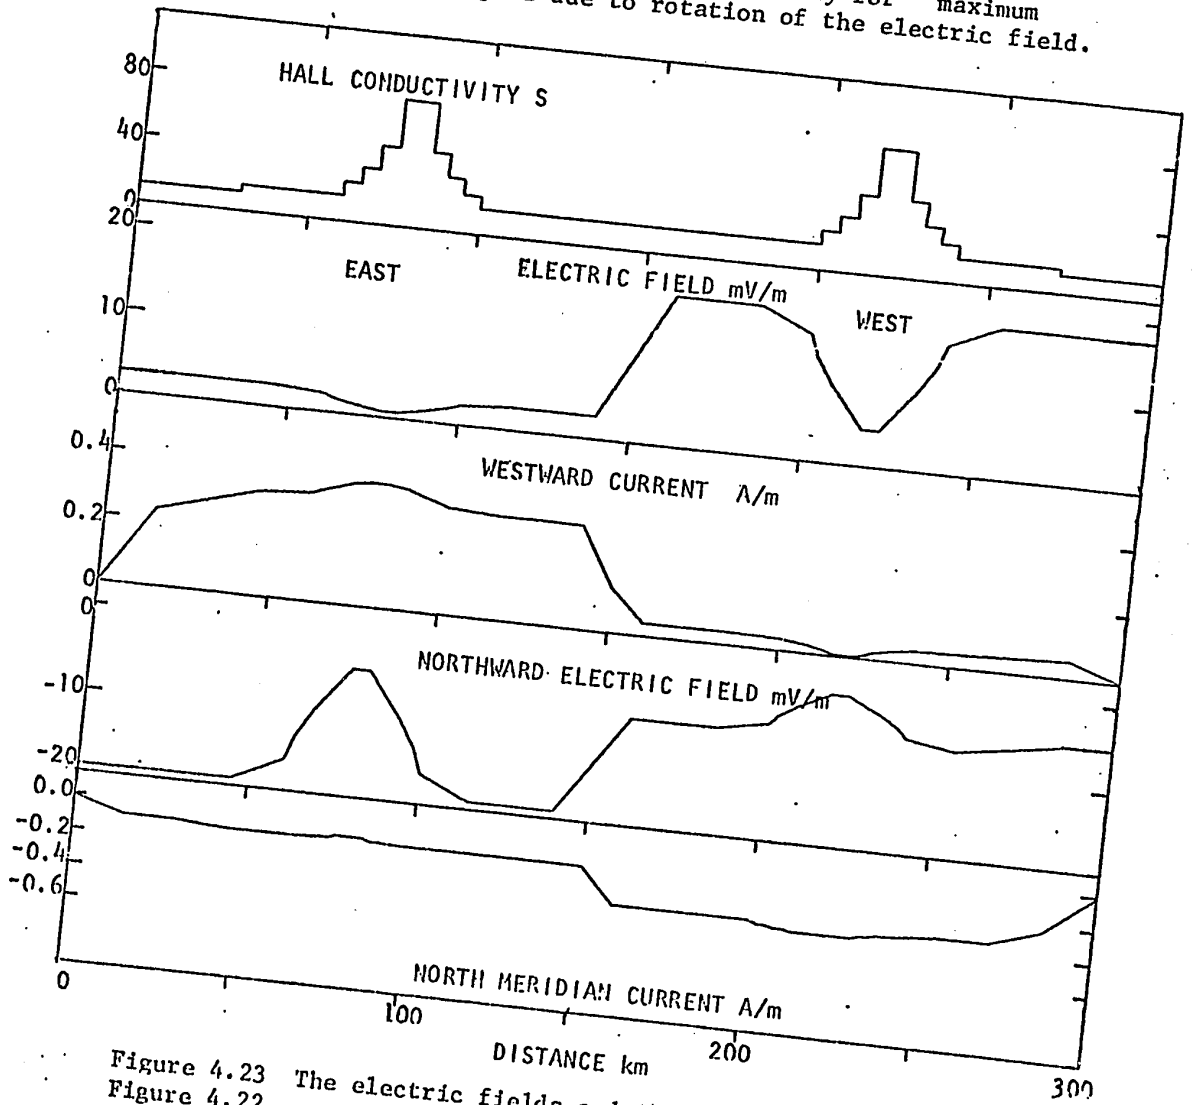 maximum
due to rotation of the electric field.
80
HALL CONDUCTIVITY S
40
0
20
EAST
ELECTRIC FIELD mV/m
WEST
10
0
0.4
WESTWARD CURRENT A/m
0.2
0
0
NORTHWARD ELECTRIC FIELD mV/m
-10
-20
0.0
-0.2
-0.4
-0.6
NORTH MERIDIAN CURRENT A/m
0
100
200
300
DISTANCE km
Figure 4.23 The electric fields
Figure 4.22